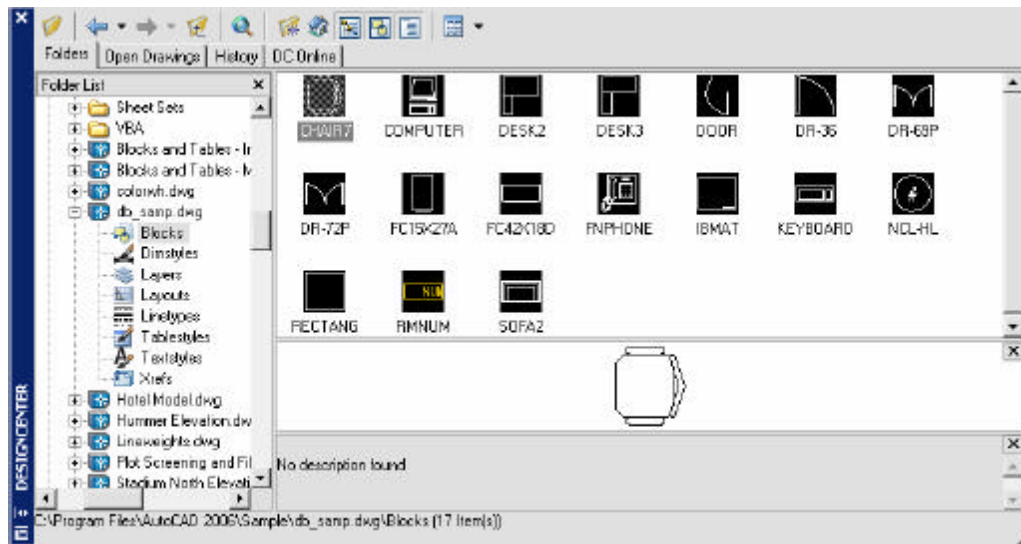 Folders Open Drawings History DC Online
Folder List
Sheet Sets
VBA
Blocks and Tables - Ir
Blocks and Tables - M
colorwh.dwg
db_samp.dwg
Blocks
Dimstyles
Layers
Layouts
Linetypes
Tablestyles
Textstyles
Xrefs
Hotel Model.dwg
Hummer Elevation.dw
Lineweights.dwg
Plot Screening and Fil
Stadium North Elevati
CHAIR7 COMPUTER DESK2 DESK3 DOOR DR-36 DR-69P
DR-72P FC15X27A FC42X18D FNPHONE IBMAT KEYBOARD NCL-HL
NUM
RECTANG RMNUM SOFA2
No description found
DESIGNCENTER
C:\Program Files\AutoCAD 2006\Sample\db_samp.dwg\Blocks (17 Item(s))